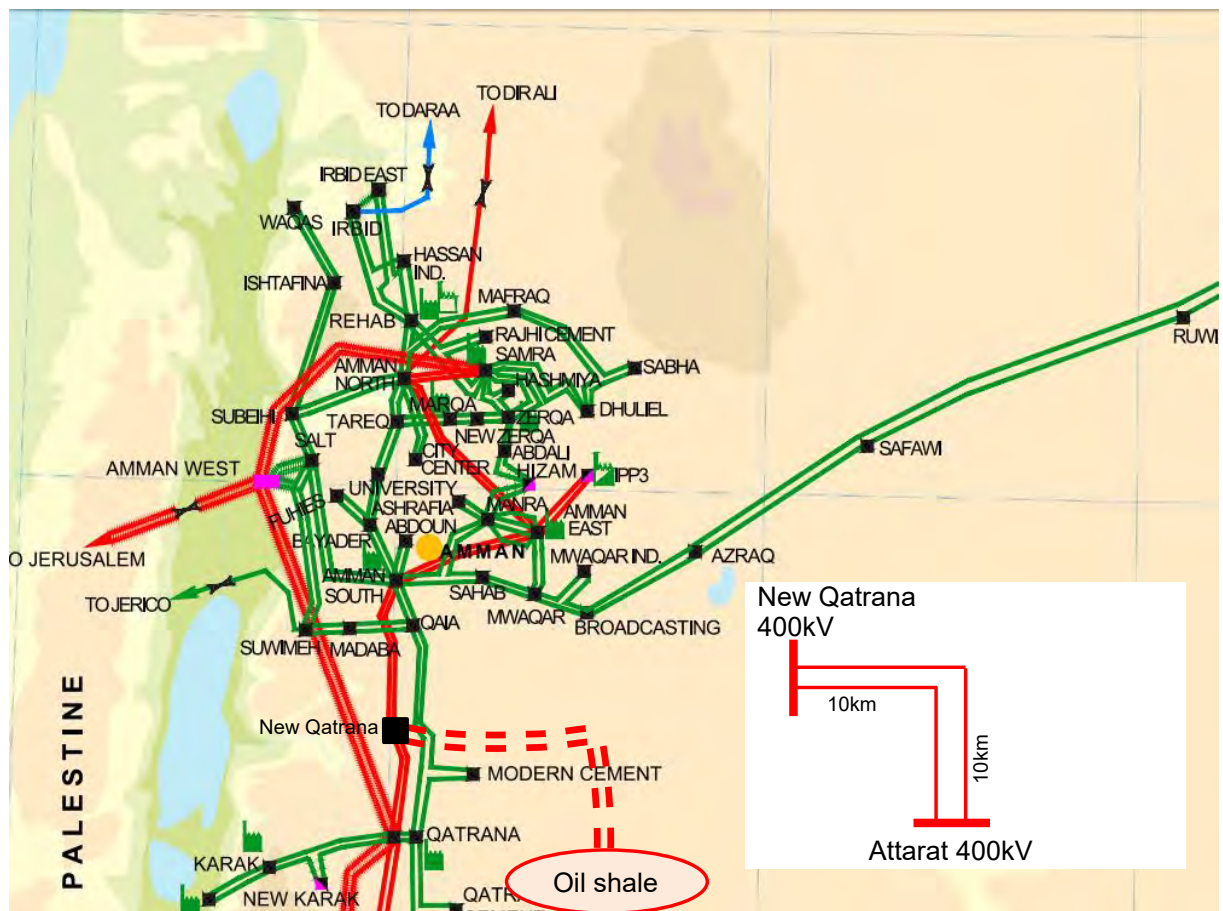 TO DIR ALI
TO DARAA
IRBID EAST
WAQAS
IRBID
HASSAN
IND.
ISHTAFINA
MAFRAQ
REHAB
RAJHI CEMENT
SAMRA
AMMAN
NORTH
HASHMIYA
SABHA
RUWI
SUBEIHI
TAREQ
MARQA
ZERQA
DHULIEL
NEW ZERQA
SALT
CITY
CENTER
ABDALI
SAFAWI
AMMAN WEST
HIZAM
IPP3
UNIVERSITY
FUHIES
ASHRAFIA
MANRA
AMMAN
EAST
ABDOUN
BAYADER
AMMAN
MWAQAR IND.
AZRAQ
O JERUSALEM
AMMAN
SOUTH
SAHAB
MWAQAR
TO JERICO
BROADCASTING
QAIA
SUWIMEH
MADABA
New Qatrana
400kV
10km
10km
Attarat 400kV
PALESTINE
New Qatrana
MODERN CEMENT
QATRANA
KARAK
NEW KARAK
Oil shale
QATRA